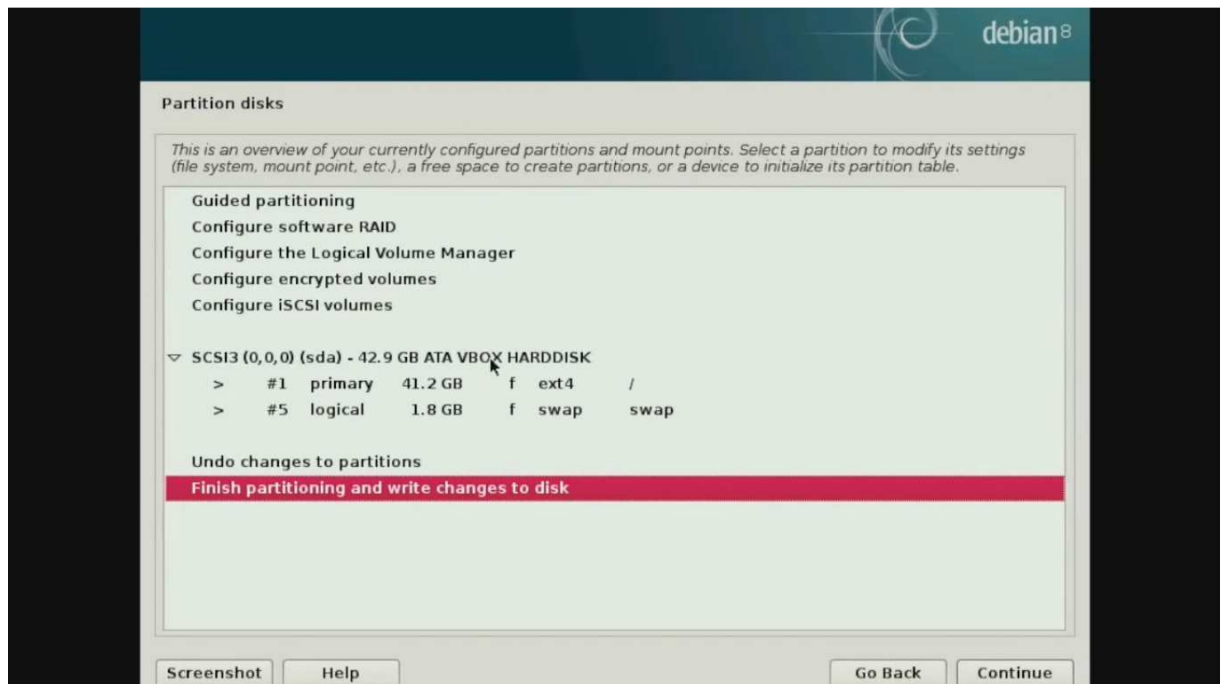 debian 8
Partition disks
This is an overview of your currently configured partitions and mount points. Select a partition to modify its settings
(file system, mount point, etc.), a free space to create partitions, or a device to initialize its partition table.
Guided partitioning
Configure software RAID
Configure the Logical Volume Manager
Configure encrypted volumes
Configure iSCSI volumes
SCSI3 (0,0,0) (sda) - 42.9 GB ATA VBOX HARDDISK
> #1 primary 41.2 GB f ext4 /
> #5 logical 1.8 GB f swap swap
Undo changes to partitions
Finish partitioning and write changes to disk
Screenshot Help Go Back Continue